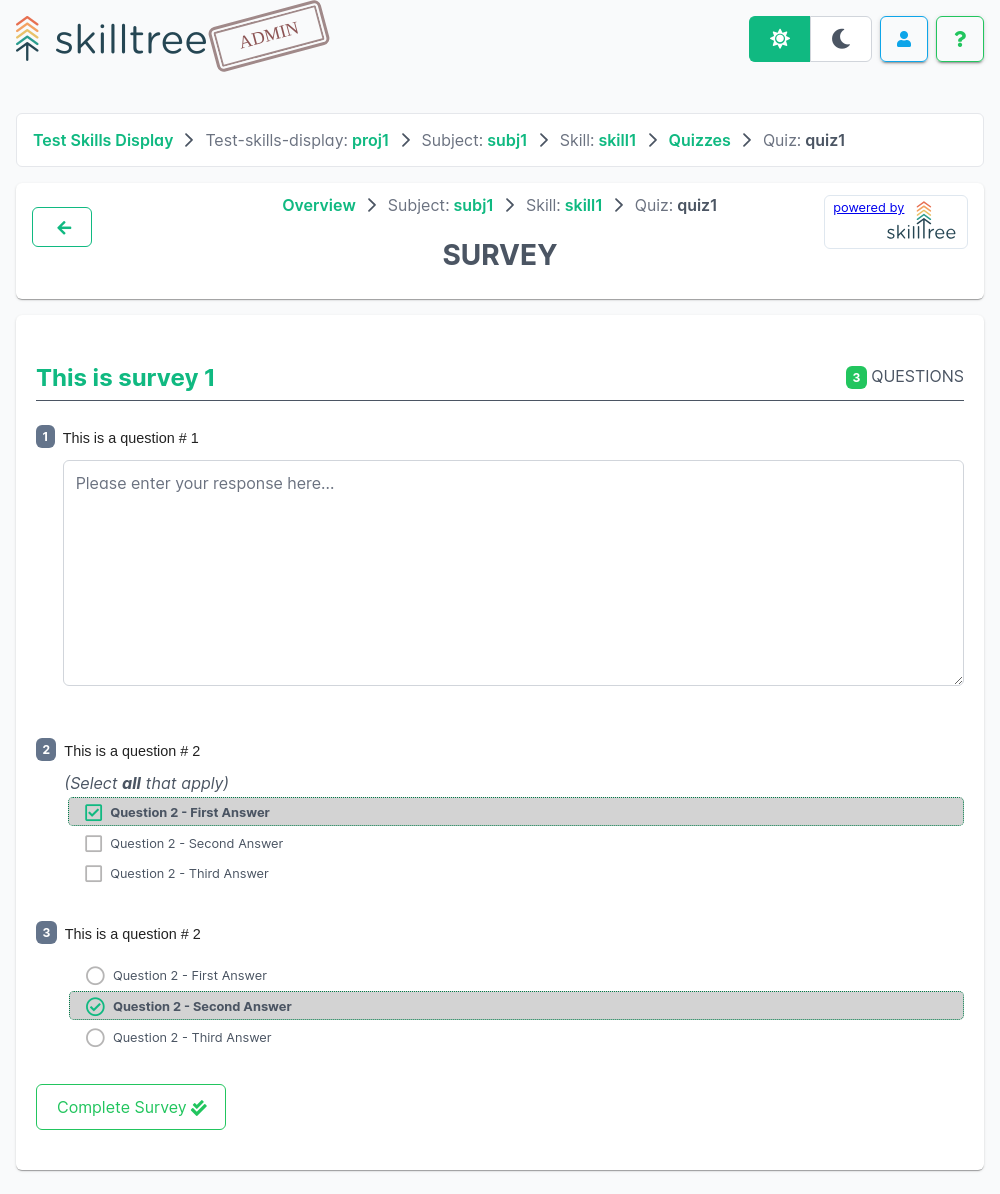 skilltree ADMIN
?
Test Skills Display > Test-skills-display: proj1 > Subject: subj1 > Skill: skill1 > Quizzes > Quiz: quiz1
Overview > Subject: subj1 > Skill: skill1 > Quiz: quiz1
powered by
skilltree
SURVEY
This is survey 1
3 QUESTIONS
1 This is a question # 1
Please enter your response here...
2 This is a question # 2
(Select all that apply)
Question 2 - First Answer
Question 2 - Second Answer
Question 2 - Third Answer
3 This is a question # 2
Question 2 - First Answer
Question 2 - Second Answer
Question 2 - Third Answer
Complete Survey